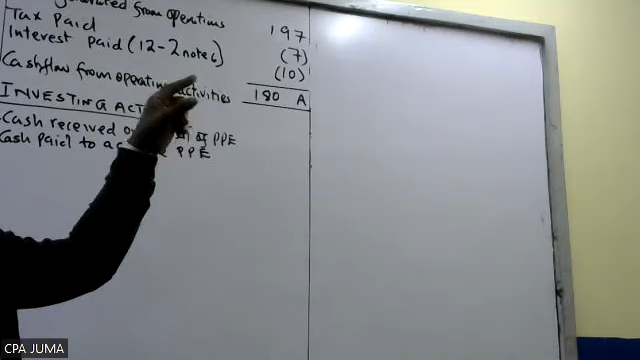 generated from operations 197
Tax Paid (7)
Interest Paid (12-2 note 6) (10)
Cashflow from operating activities 180 A
INVESTING ACT
Cash received o of PPE
Cash Paid to a PPE
CPA JUMA